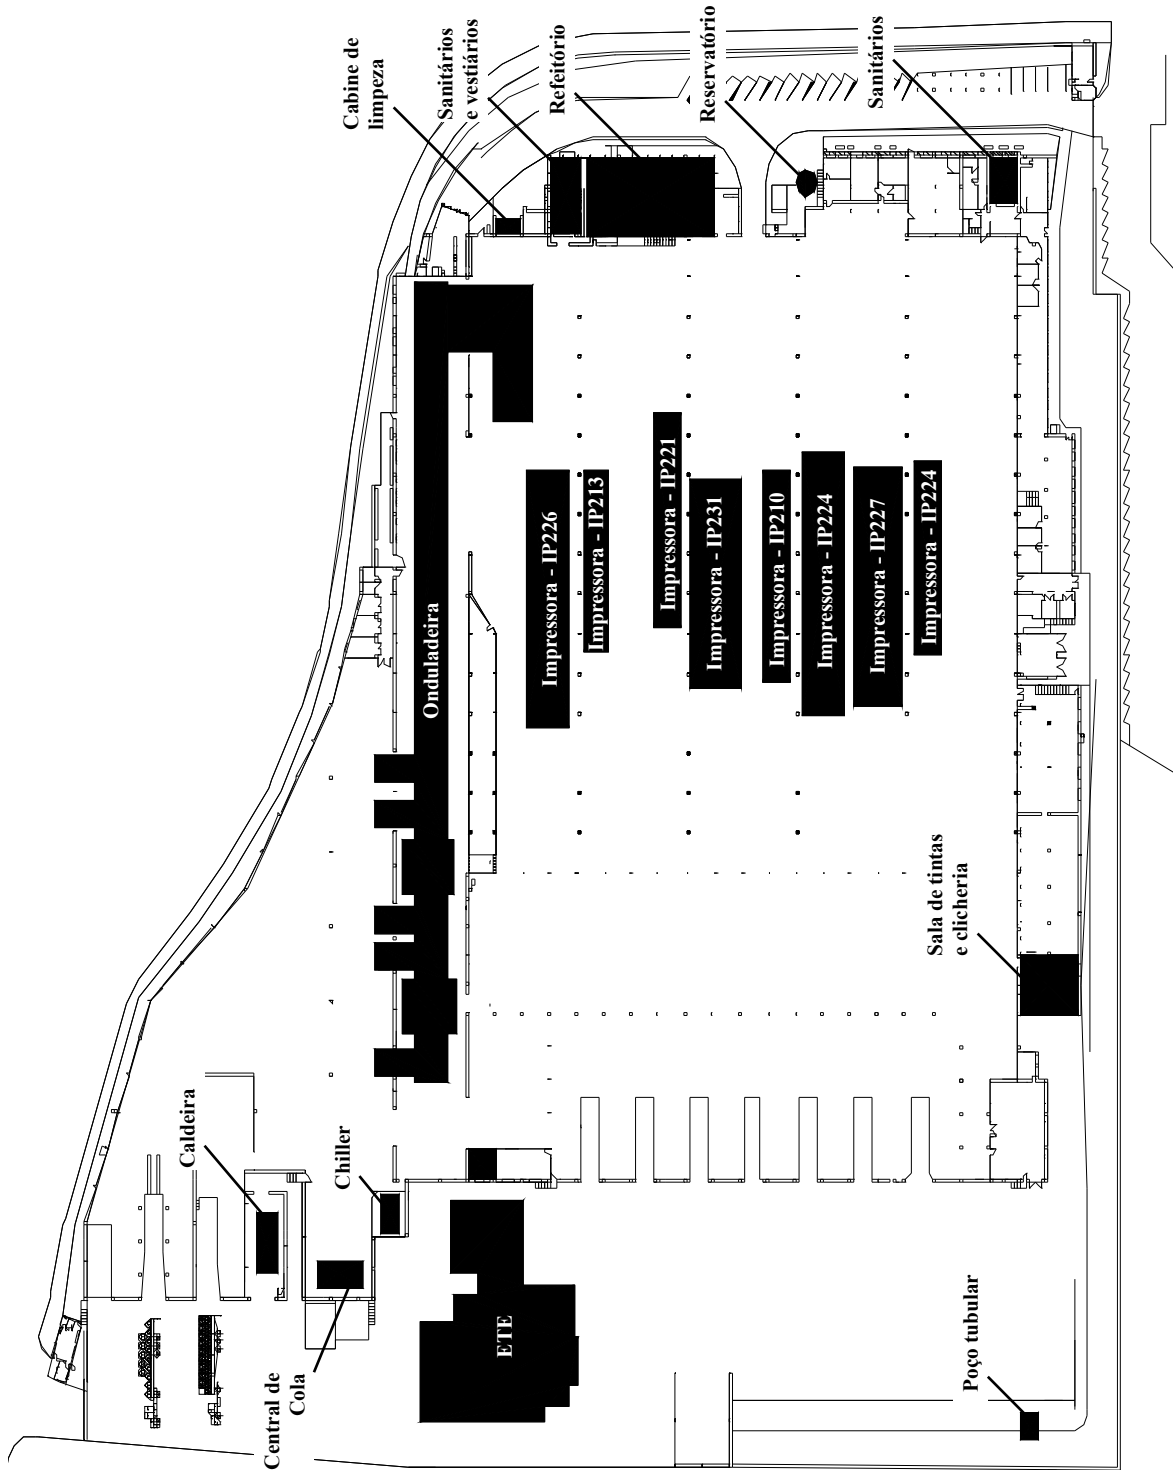 Cabine de
limpeza
Sanitários
e vestiários
Refeitório
Reservatório
Sanitários
Onduladeira
Impressora - IP226
Impressora - IP213
Impressora - IP221
Impressora - IP231
Impressora - IP210
Impressora - IP224
Impressora - IP227
Impressora - IP224
Sala de tintas
e clicheria
Caldeira
Chiller
Central de
Cola
ETE
Poço tubular